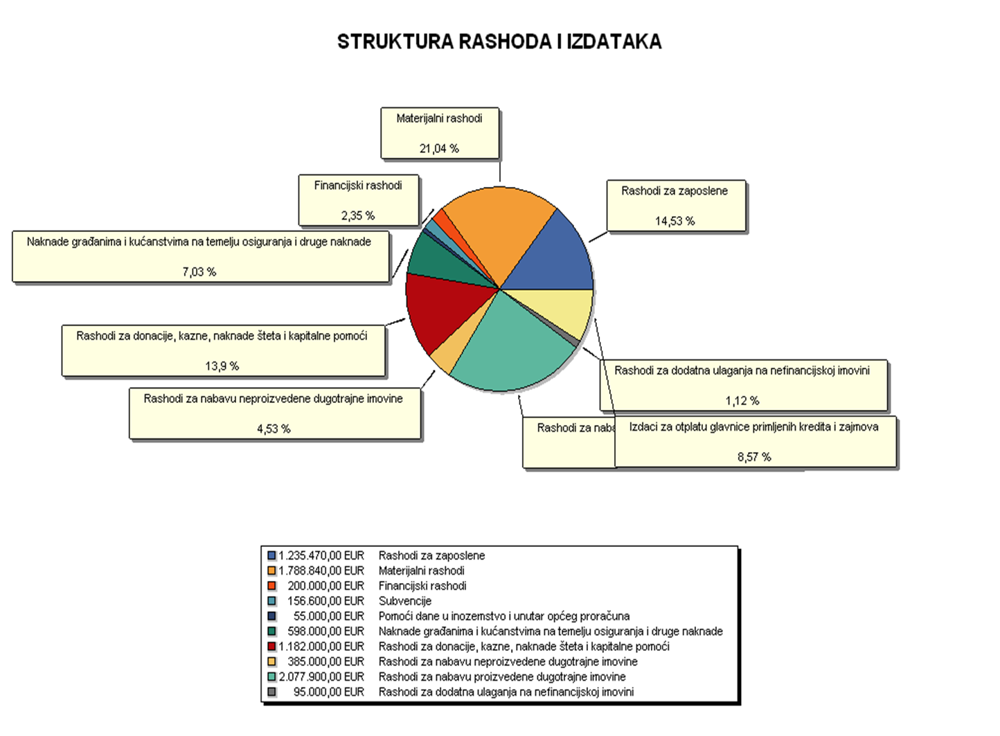 STRUKTURA RASHODA I IZDATAKA
Materijalni rashodi
21,04 %
Financijski rashodi
2,35 %
Rashodi za zaposlene
14,53 %
Naknade građanima i kućanstvima na temelju osiguranja i druge naknade
7,03 %
Rashodi za donacije, kazne, naknade šteta i kapitalne pomoći
13,9 %
Rashodi za dodatna ulaganja na nefinancijskoj imovini
1,12 %
Rashodi za nabavu neproizvedene dugotrajne imovine
4,53 %
Rashodi za
Izdaci za otplatu glavnice primljenih kredita i zajmova
8,57 %
1.235.470,00 EUR Rashodi za zaposlene
1.788.840,00 EUR Materijalni rashodi
200.000,00 EUR Financijski rashodi
156.600,00 EUR Subvencije
55.000,00 EUR Pomoći dane u inozemstvo i unutar općeg proračuna
598.000,00 EUR Naknade građanima i kućanstvima na temelju osiguranja i druge naknade
1.182.000,00 EUR Rashodi za donacije, kazne, naknade šteta i kapitalne pomoći
385.000,00 EUR Rashodi za nabavu neproizvedene dugotrajne imovine
2.077.900,00 EUR Rashodi za nabavu proizvedene dugotrajne imovine
95.000,00 EUR Rashodi za dodatna ulaganja na nefinancijskoj imovini